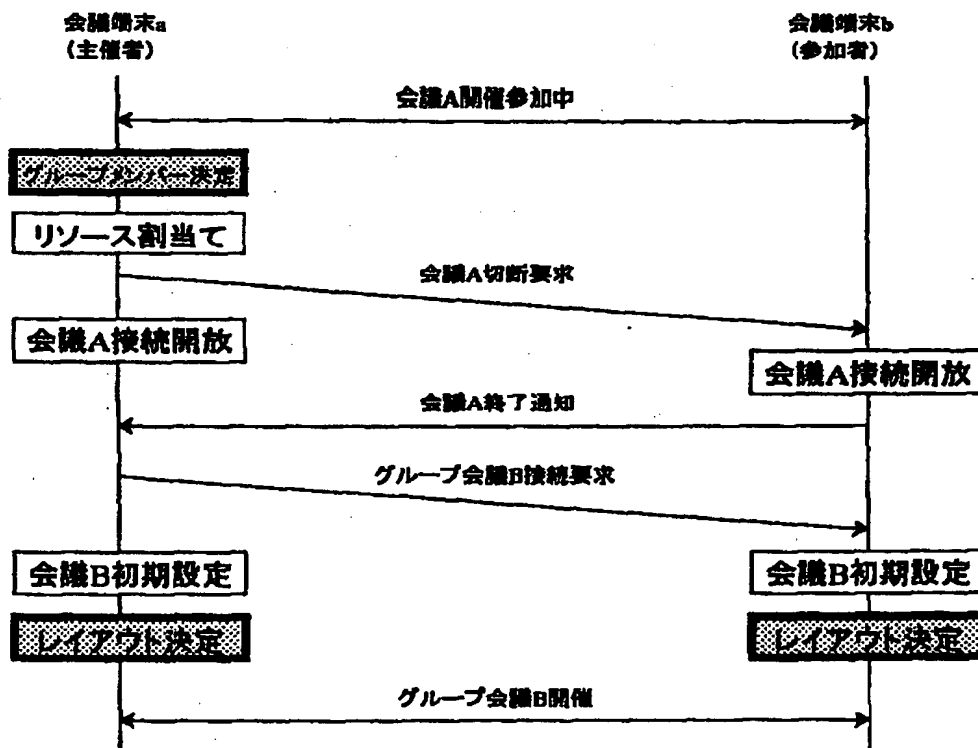 会議端末a
(主催者)
会議端末b
(参加者)
会議A開催参加中
グループメンバー決定
リソース割当て
会議A切断要求
会議A接続開放
会議A接続開放
会議A終了通知
グループ会議B接続要求
会議B初期設定
会議B初期設定
レイアウト決定
レイアウト決定
グループ会議B開催